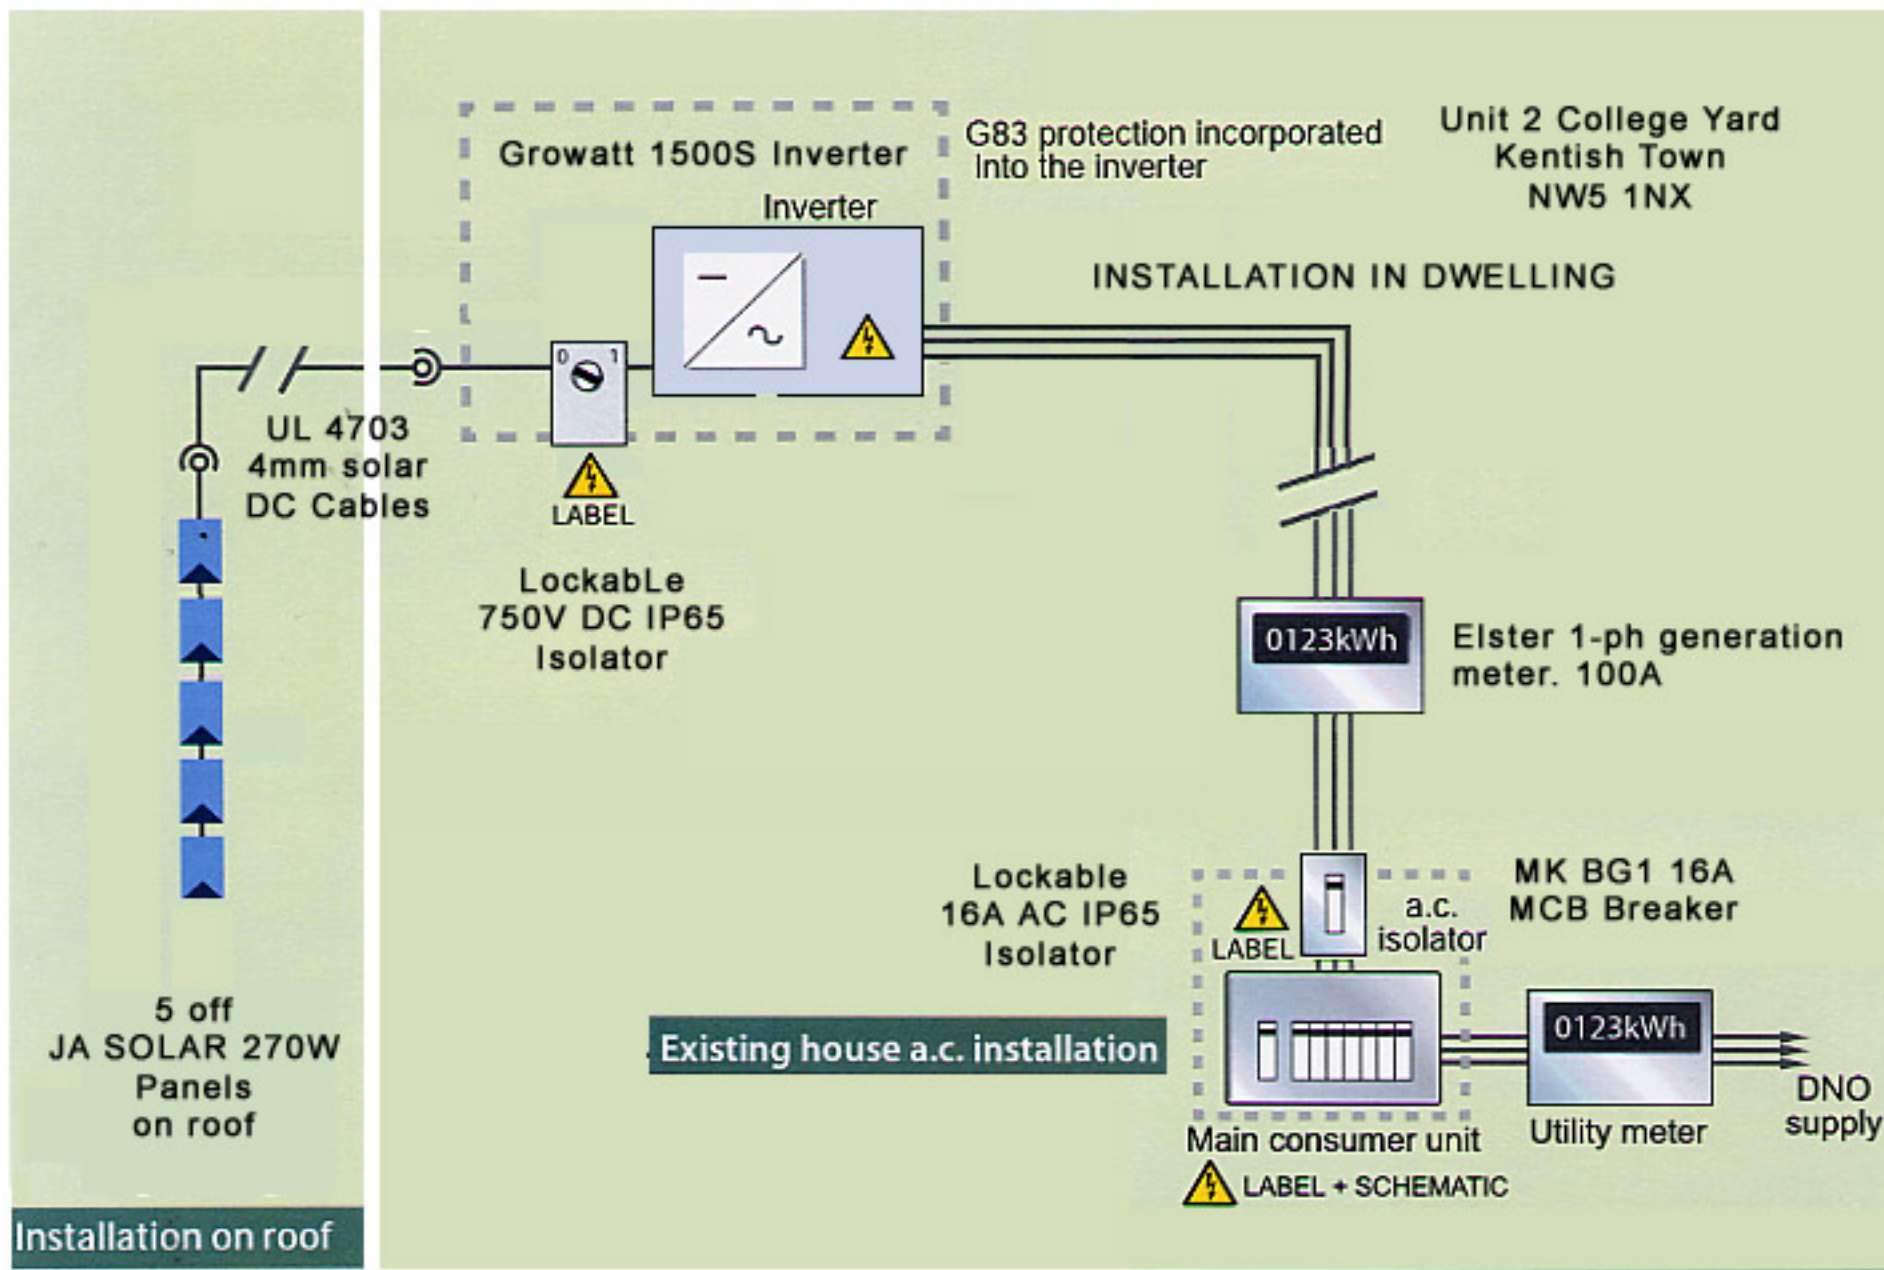 Growatt 1500S Inverter
Inverter
G83 protection incorporated
Into the inverter
Unit 2 College Yard
Kentish Town
NW5 1NX
INSTALLATION IN DWELLING
0 1
UL 4703
4mm solar
DC Cables
LABEL
LockabLe
750V DC IP65
Isolator
0123kWh
Elster 1-ph generation
meter. 100A
Lockable
16A AC IP65
Isolator
LABEL
a.c.
isolator
MK BG1 16A
MCB Breaker
5 off
JA SOLAR 270W
Panels
on roof
Existing house a.c. installation
0123kWh
DNO
supply
Main consumer unit
Utility meter
LABEL + SCHEMATIC
Installation on roof